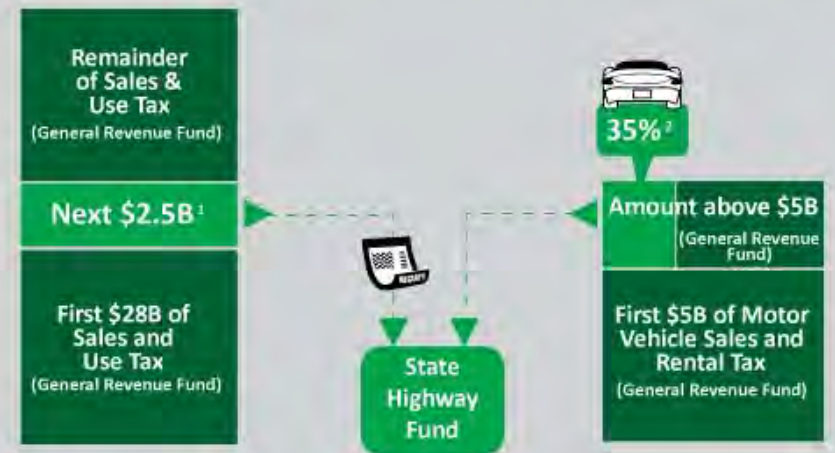 Remainder
of Sales &
Use Tax
(General Revenue Fund)
Next $2.5B¹
First $28B of
Sales and
Use Tax
(General Revenue Fund)
State
Highway
Fund
35%²
Amount above $5B
(General Revenue
Fund)
First $5B of Motor
Vehicle Sales and
Rental Tax
(General Revenue Fund)